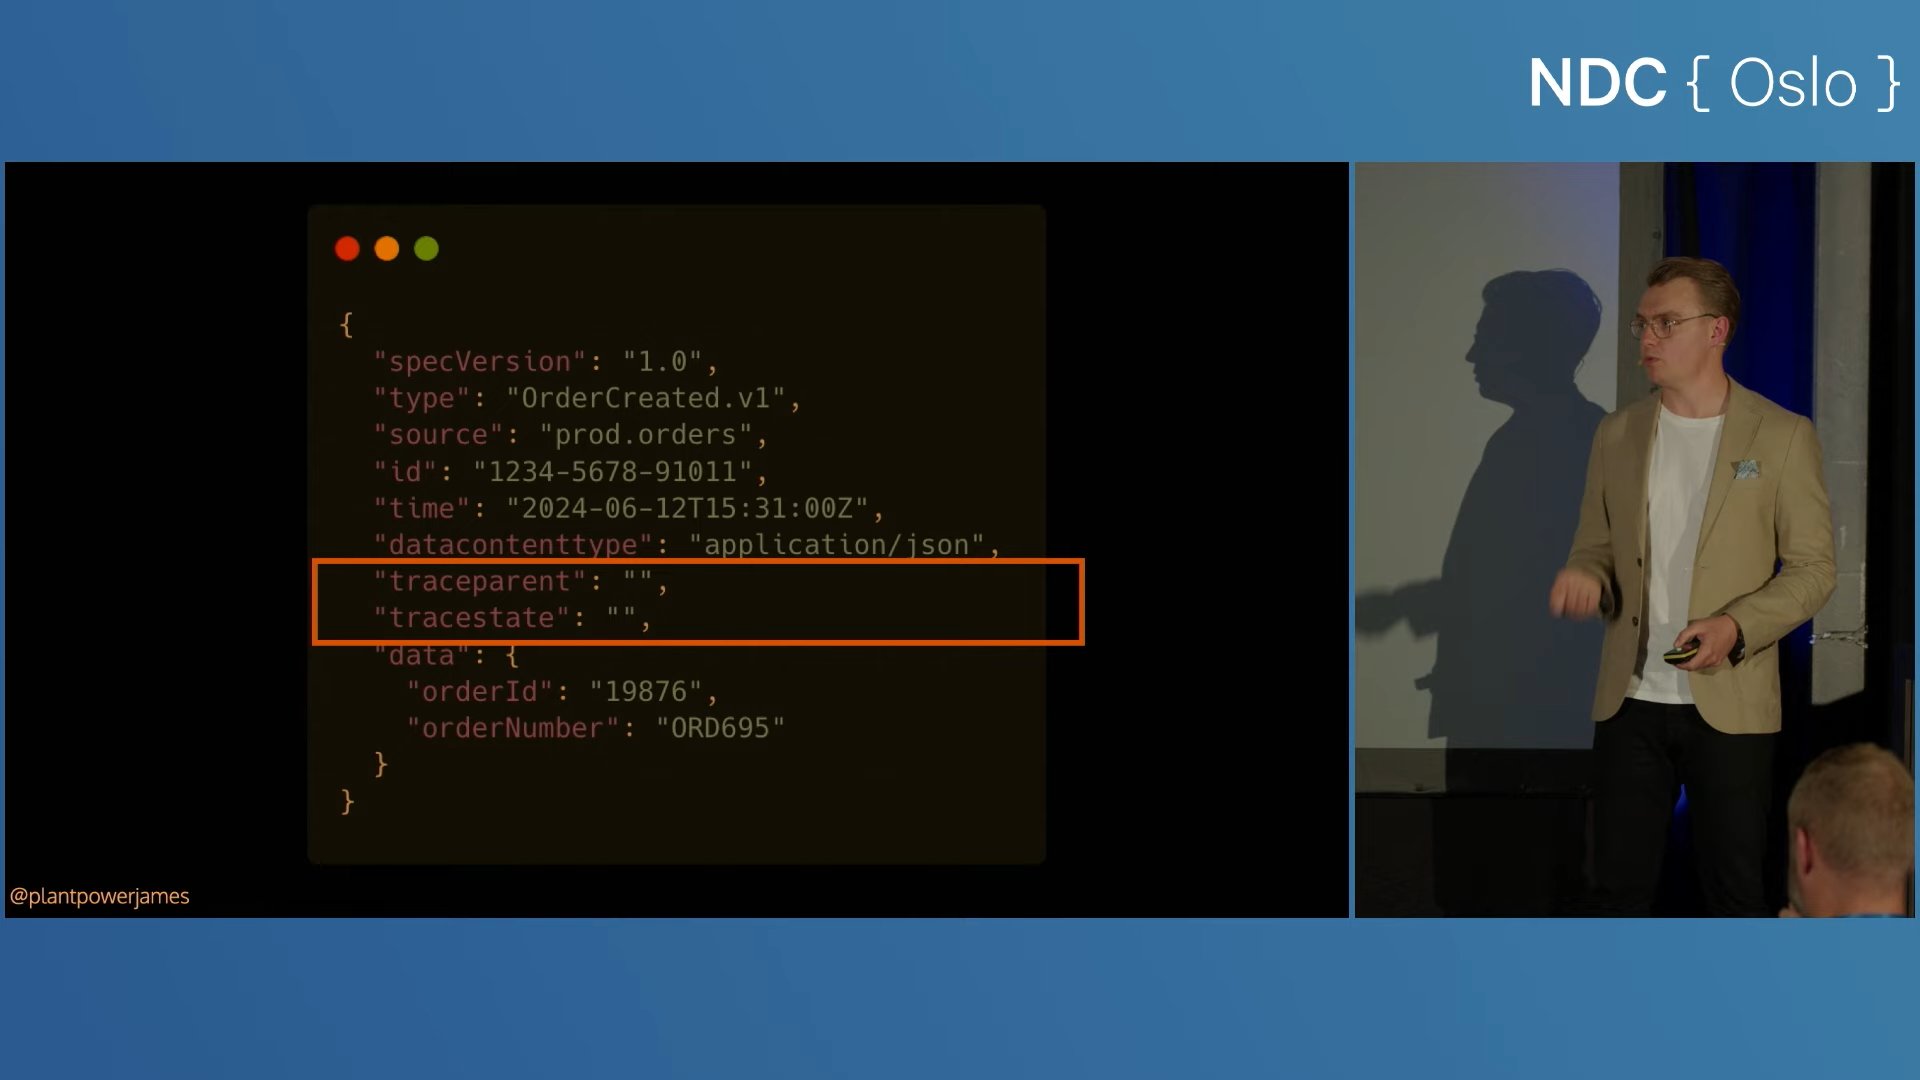 NDC { Oslo }
{
"specVersion": "1.0",
"type": "OrderCreated.v1",
"source": "prod.orders",
"id": "1234-5678-91011",
"time": "2024-06-12T15:31:00Z",
"datacontenttype": "application/json",
"traceparent": "",
"tracestate": "",
"data": {
"orderId": "19876",
"orderNumber": "ORD695"
}
}
@plantpowerjames